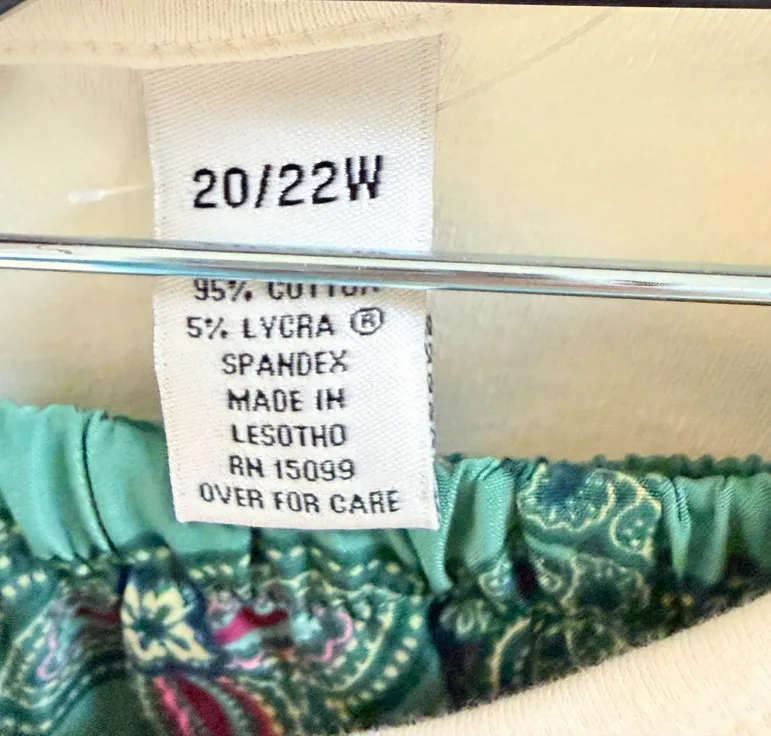 20/22W
95% COTTON
5% LYCRA ®
SPANDEX
MADE IN
LESOTHO
RN 15099
OVER FOR CARE